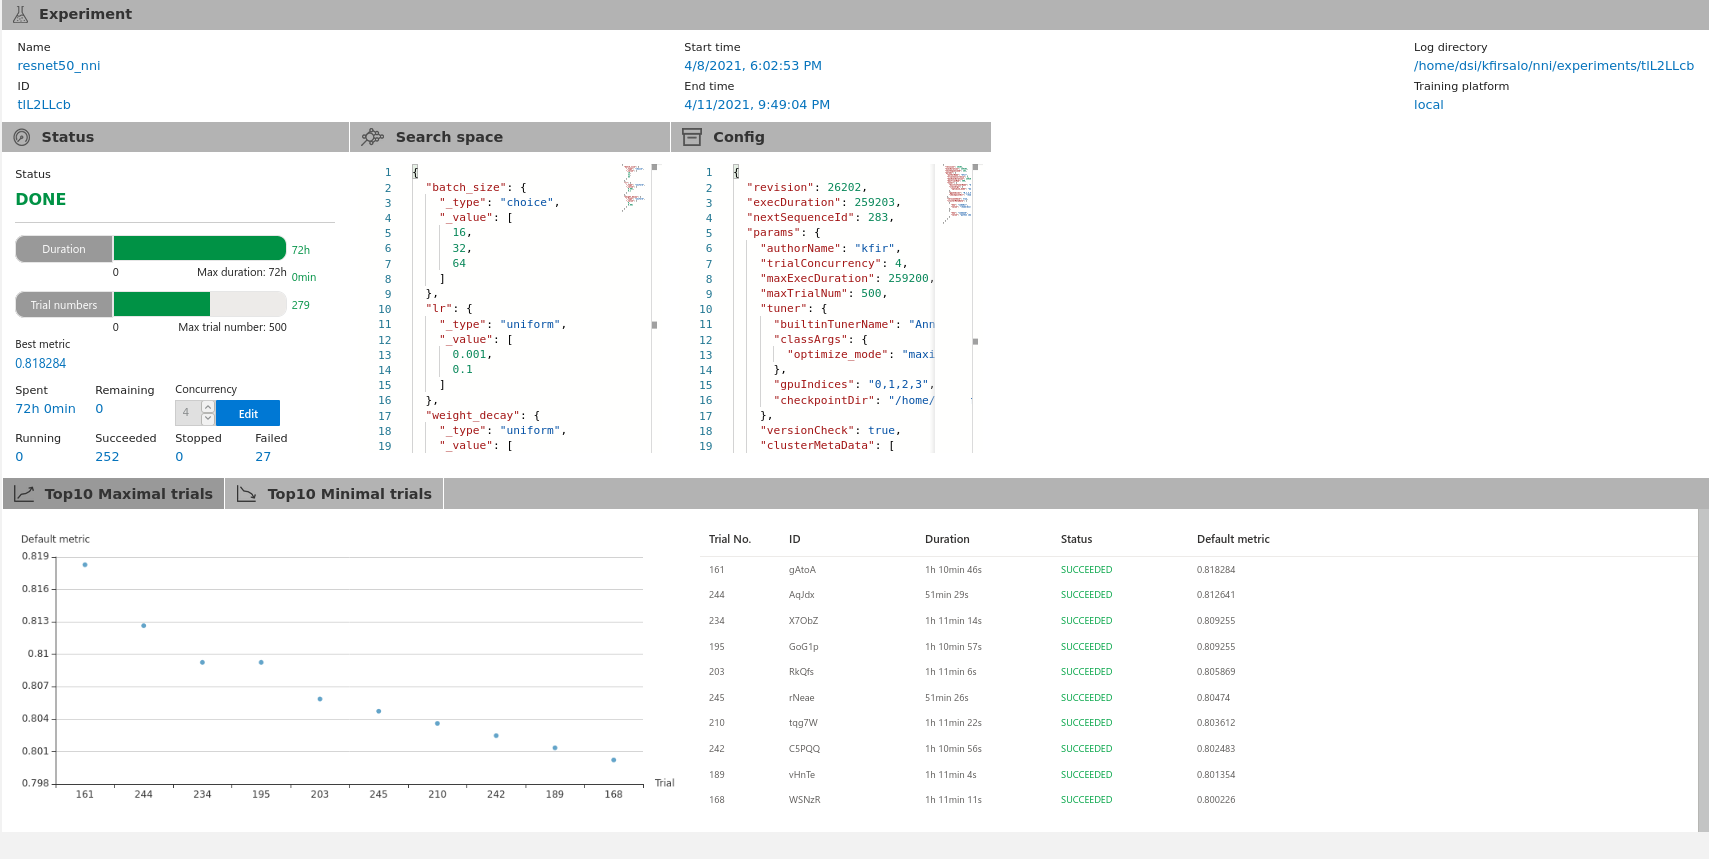 Experiment
Name
resnet50_nni
ID
tIL2LLcb
Start time
4/8/2021, 6:02:53 PM
End time
4/11/2021, 9:49:04 PM
Log directory
/home/dsi/kfirsalo/nni/experiments/tIL2LLcb
Training platform
local
Status
Status
DONE
Duration
72h
0 Max duration: 72h
0min
Trial numbers
279
0 Max trial number: 500
Best metric
0.818284
Spent Remaining Concurrency
72h 0min 0 4 Edit
Running Succeeded Stopped Failed
0 252 0 27
Search space
1 {
2 "batch_size": {
3 "_type": "choice",
4 "_value": [
5 16,
6 32,
7 64
8 ]
9 },
10 "lr": {
11 "_type": "uniform",
12 "_value": [
13 0.001,
14 0.1
15 ]
16 },
17 "weight_decay": {
18 "_type": "uniform",
19 "_value": [
Config
1 {
2 "revision": 26202,
3 "execDuration": 259203,
4 "nextSequenceId": 283,
5 "params": {
6 "authorName": "kfir",
7 "trialConcurrency": 4,
8 "maxExecDuration": 259200,
9 "maxTrialNum": 500,
10 "tuner": {
11 "builtinTunerName": "Ann
12 "classArgs": {
13 "optimize_mode": "maxi
14 },
15 "gpuIndices": "0,1,2,3",
16 "checkpointDir": "/home/
17 },
18 "versionCheck": true,
19 "clusterMetaData": [
Top10 Maximal trials
Top10 Minimal trials
Default metric
0.819
0.816
0.813
0.81
0.807
0.804
0.801
0.798
161 244 234 195 203 245 210 242 189 168
Trial
Trial No. ID Duration Status Default metric
161 gAtoA 1h 10min 46s SUCCEEDED 0.818284
244 AqJdx 51min 29s SUCCEEDED 0.812641
234 X7ObZ 1h 11min 14s SUCCEEDED 0.809255
195 GoG1p 1h 10min 57s SUCCEEDED 0.809255
203 RkQfs 1h 11min 6s SUCCEEDED 0.805869
245 rNeae 51min 26s SUCCEEDED 0.80474
210 tqg7W 1h 11min 22s SUCCEEDED 0.803612
242 C5PQQ 1h 10min 56s SUCCEEDED 0.802483
189 vHnTe 1h 11min 4s SUCCEEDED 0.801354
168 WSNzR 1h 11min 11s SUCCEEDED 0.800226